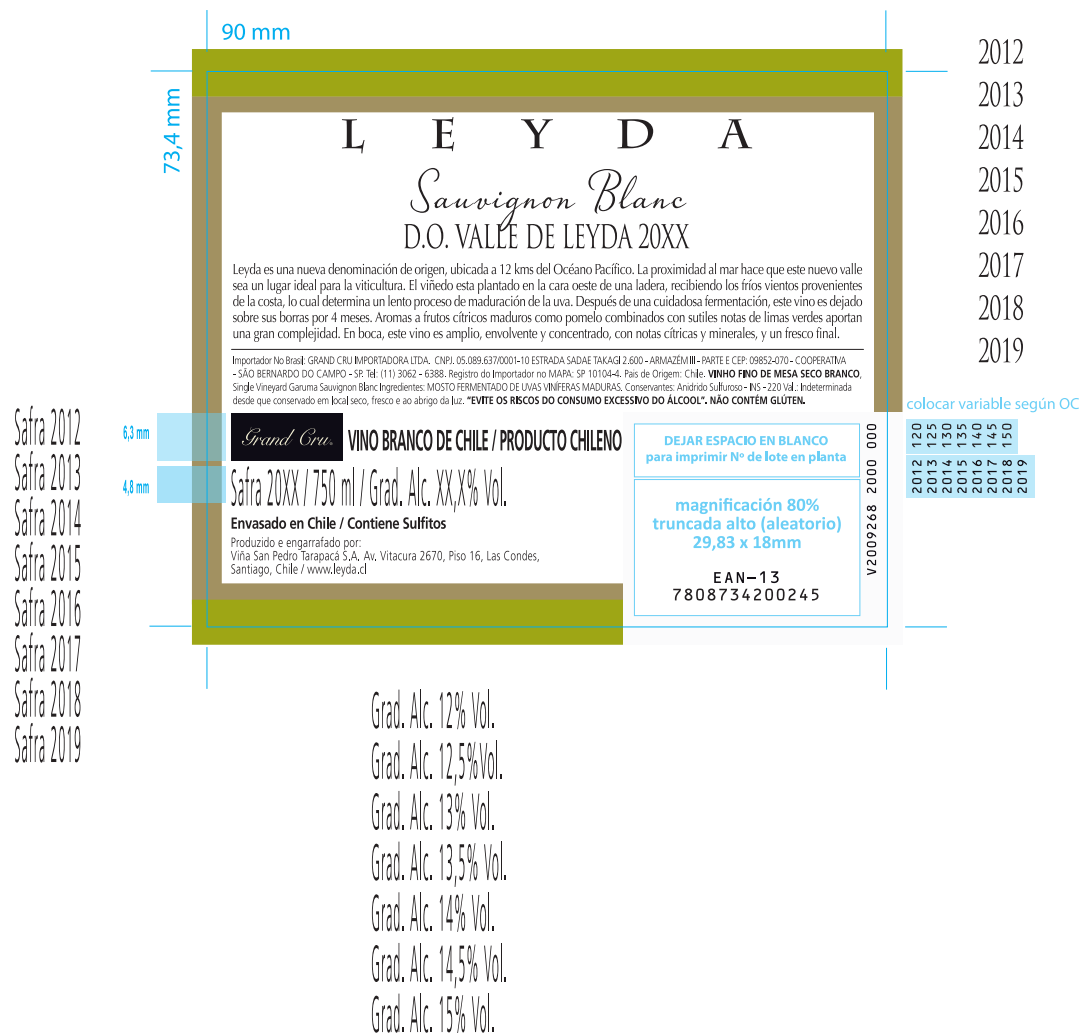 90 mm
73,4 mm
L E Y D A
Sauvignon Blanc
D.O. VALLE DE LEYDA 20XX
Leyda es una nueva denominación de origen, ubicada a 12 kms del Océano Pacífico. La proximidad al mar hace que este nuevo valle
sea un lugar ideal para la viticultura. El viñedo esta plantado en la cara oeste de una ladera, recibiendo los fríos vientos provenientes
de la costa, lo cual determina un lento proceso de maduración de la uva. Después de una cuidadosa fermentación, este vino es dejado
sobre sus borras por 4 meses. Aromas a frutos cítricos maduros como pomelo combinados con sutiles notas de limas verdes aportan
una gran complejidad. En boca, este vino es amplio, envolvente y concentrado, con notas cítricas y minerales, y un fresco final.
Importador No Brasil: GRAND CRU IMPORTADORA LTDA. CNPJ. 05.089.637/0001-10 ESTRADA SADAE TAKAGI 2.600 - ARMAZÉM III - PARTE E CEP: 09852-070 - COOPERATIVA
- SÃO BERNARDO DO CAMPO - SP. Tel: (11) 3062 - 6388. Registro do Importador no MAPA: SP 10104-4. Pais de Origem: Chile. VINHO FINO DE MESA SECO BRANCO,
Single Vineyard Garuma Sauvignon Blanc Ingredientes: MOSTO FERMENTADO DE UVAS VINÍFERAS MADURAS. Conservantes: Anidrido Sulfuroso - INS - 220 Val.: Indeterminada
desde que conservado em local seco, fresco e ao abrigo da luz. "EVITE OS RISCOS DO CONSUMO EXCESSIVO DO ÁLCOOL". NÃO CONTÉM GLÚTEN.
6,3 mm
Grand Cru® VINO BRANCO DE CHILE / PRODUCTO CHILENO
4,8 mm
Safra 20XX / 750 ml / Grad. Alc. XX,X% Vol.
Envasado en Chile / Contiene Sulfitos
Produzido e engarrafado por:
Viña San Pedro Tarapacá S.A. Av. Vitacura 2670, Piso 16, Las Condes,
Santiago, Chile / www.leyda.cl
DEJAR ESPACIO EN BLANCO
para imprimir Nº de lote en planta
magnificación 80%
truncada alto (aleatorio)
29,83 x 18mm
EAN-13
7808734200245
V2009268 2000 000
colocar variable según OC
2012 120
2013 125
2014 130
2015 135
2016 140
2017 145
2018 150
2019
2012
2013
2014
2015
2016
2017
2018
2019
Safra 2012
Safra 2013
Safra 2014
Safra 2015
Safra 2016
Safra 2017
Safra 2018
Safra 2019
Grad. Alc. 12% Vol.
Grad. Alc. 12,5%Vol.
Grad. Alc. 13% Vol.
Grad. Alc. 13,5% Vol.
Grad. Alc. 14% Vol.
Grad. Alc. 14,5% Vol.
Grad. Alc. 15% Vol.